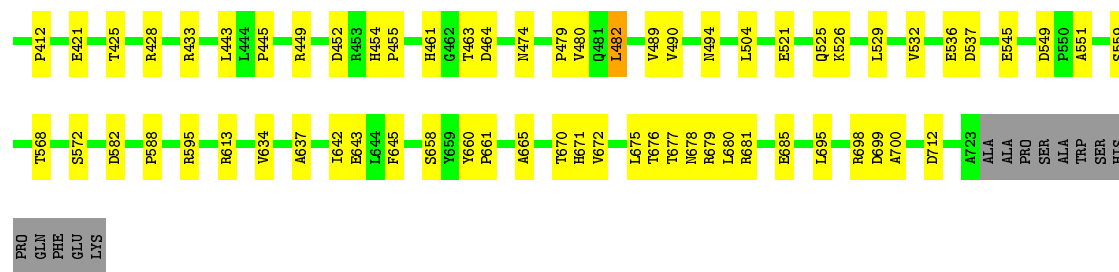 P412 E421 T425 R428 R433 L443 L444 P445 R449 D452 R453 H454 P455 H461 G462 T463 D464 N474 P479 V480 Q481 L482 V489 V490 N494 L504 E521 Q525 K526 L529 V532 E536 D537 E545 D549 P550 A551 S559
T568 S572 D582 P588 R595 R613 V634 A637 I642 E643 L644 F645 S658 Y659 Y660 P661 A665 T670 H671 V672 L675 T676 T677 N678 R679 L680 R681 E685 L695 R698 D699 A700 D712 A723 ALA ALA PRO SER ALA TRP SER HIS
PRO GLN PHE GLU LYS